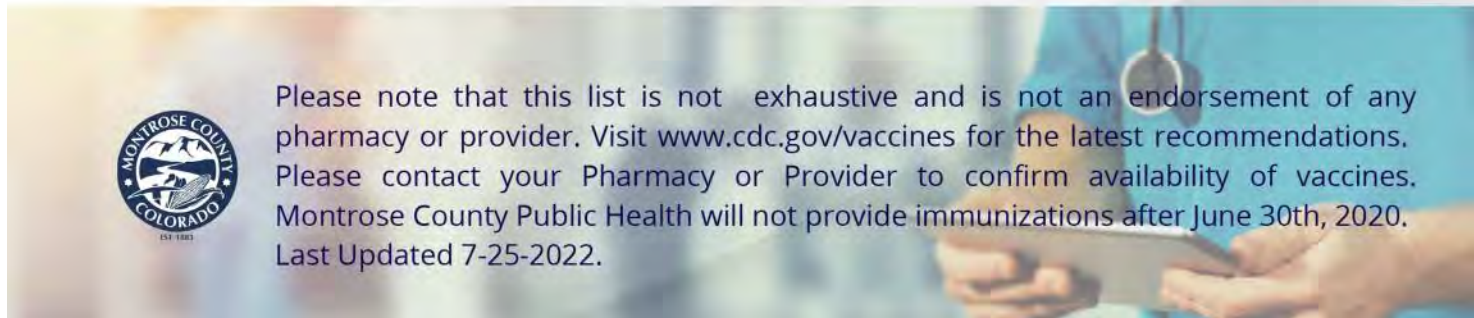 Please note that this list is not exhaustive and is not an endorsement of any
pharmacy or provider. Visit www.cdc.gov/vaccines for the latest recommendations.
Please contact your Pharmacy or Provider to confirm availability of vaccines.
Montrose County Public Health will not provide immunizations after June 30th, 2020.
Last Updated 7-25-2022.
MONTROSE COUNTY
COLORADO
EST 1883